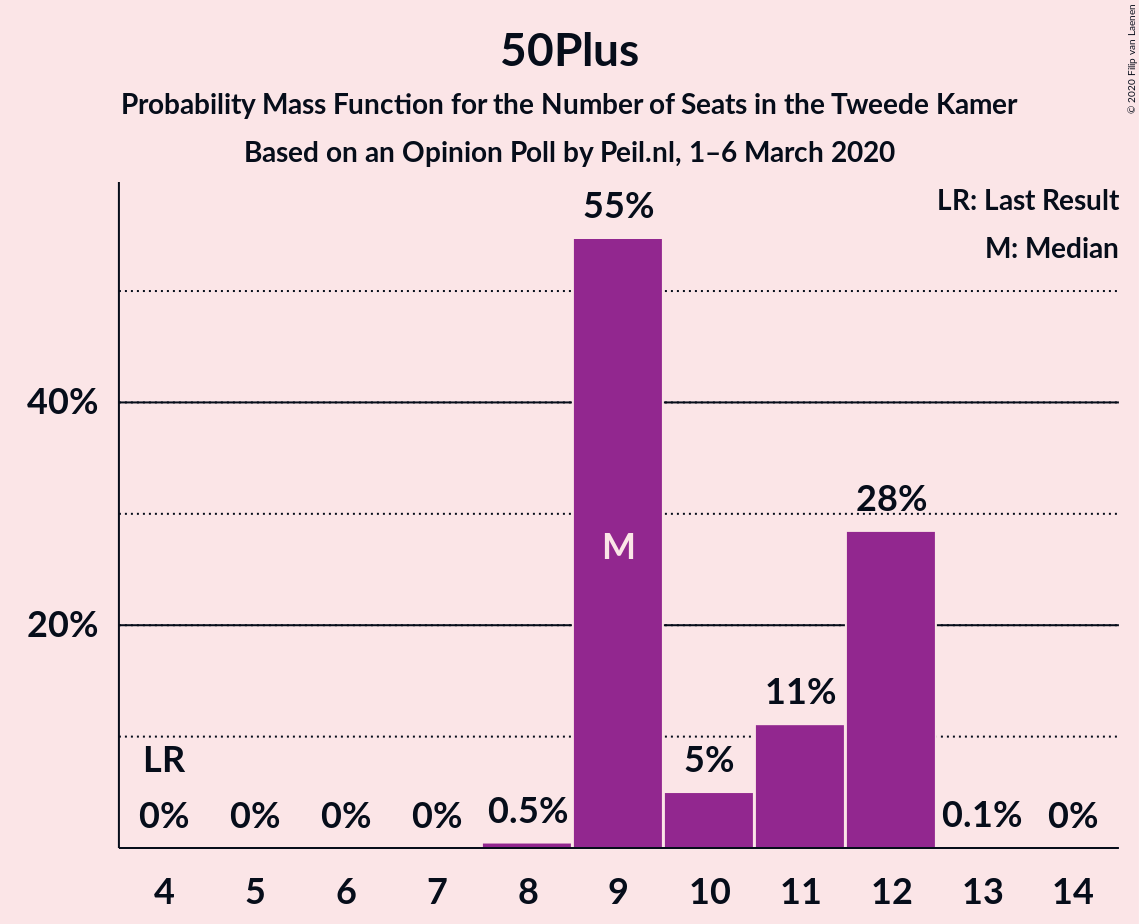 50Plus
Probability Mass Function for the Number of Seats in the Tweede Kamer
Based on an Opinion Poll by Peil.nl, 1–6 March 2020
© 2020 Filip van Laenen
LR: Last Result
M: Median
55%
40%
28%
M
20%
11%
LR
5%
0% 0% 0% 0% 0.5% 0.1% 0%
4 5 6 7 8 9 10 11 12 13 14